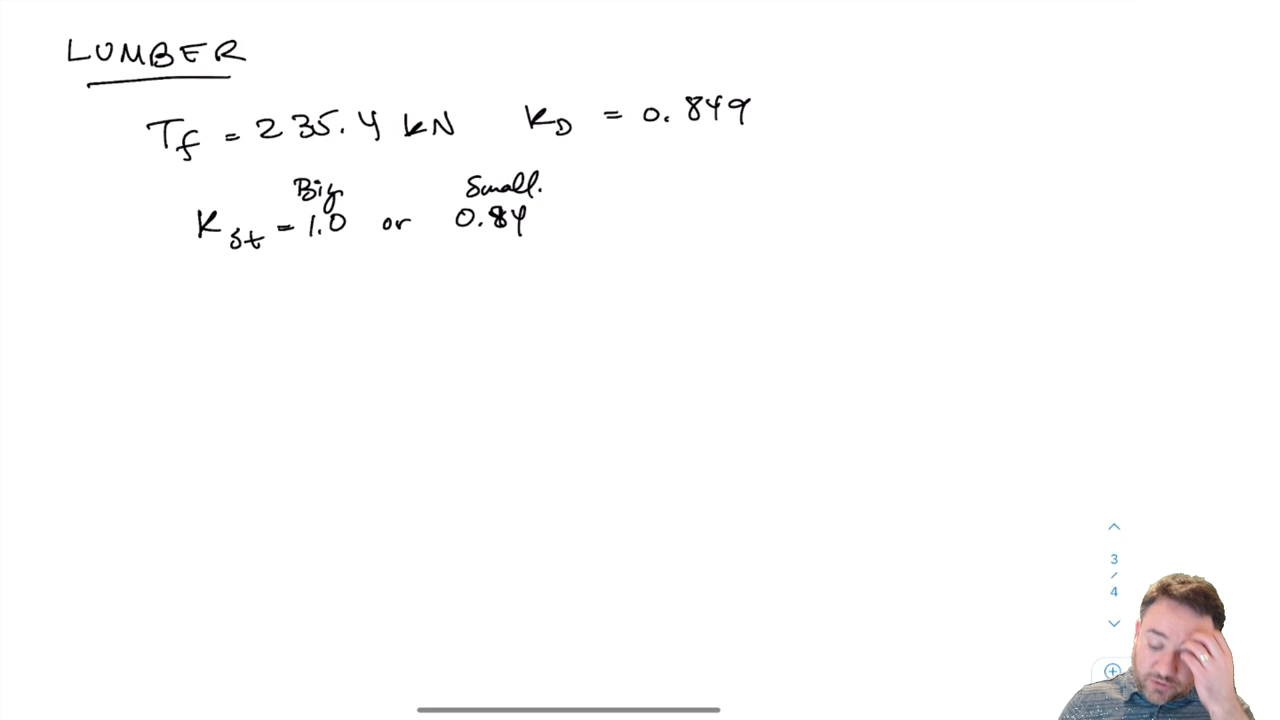 LUMBER
Tf = 235.4 kN KD = 0.849
Big Small.
KSt = 1.0 or 0.84
3
/
4